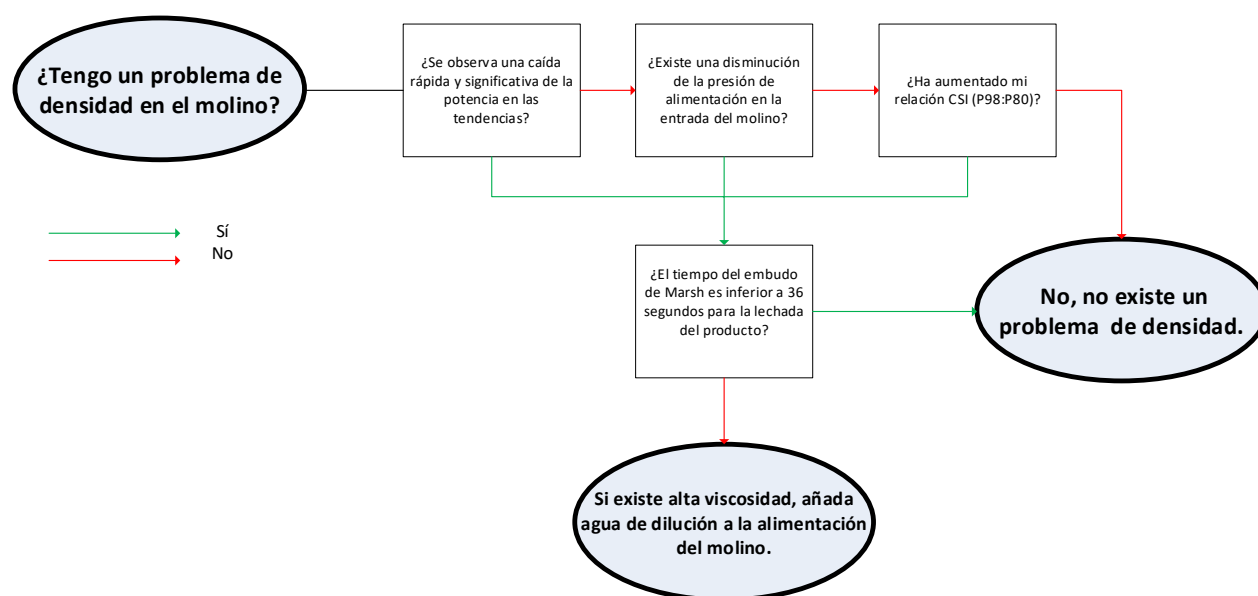 ¿Tengo un problema de
densidad en el molino?
¿Se observa una caída
rápida y significativa de la
potencia en las
tendencias?
¿Existe una disminución
de la presión de
alimentación en la
entrada del molino?
¿Ha aumentado mi
relación CSI (P98:P80)?
Sí
No
¿El tiempo del embudo
de Marsh es inferior a 36
segundos para la lechada
del producto?
No, no existe un
problema de densidad.
Si existe alta viscosidad, añada
agua de dilución a la alimentación
del molino.